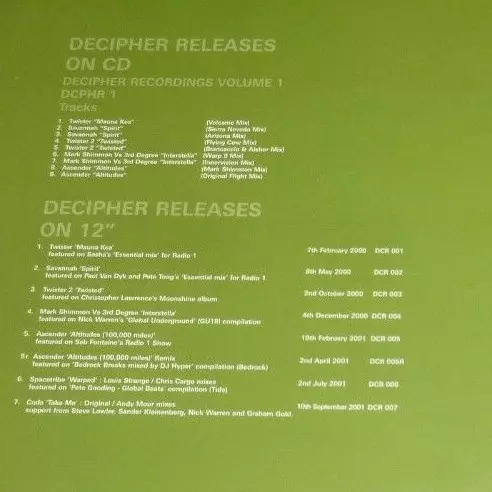 DECIPHER RELEASES
ON CD
DECIPHER RECORDINGS VOLUME 1
DCPHR 1
Tracks
1. Twister "Mauna Kea" (Volcano Mix)
2. Savannah "Spirit" (Sierra Nevada Mix)
3. Savannah "Spirit" (Arizona Mix)
4. Twister 2 "Twisted" (Flying Cow Mix)
5. Twister 2 "Twisted" (Brancaccio & Aisher Mix)
6. Mark Shimmon Vs 3rd Degree "Interstella" (Warp 9 Mix)
7. Mark Shimmon Vs 3rd Degree "Interstella" (Innervision Mix)
8. Ascender "Altitudes" (Mark Shimmon Mix)
9. Ascender "Altitudes" (Original Flight Mix)
DECIPHER RELEASES
ON 12"
1. Twister 'Mauna Kea' 7th February 2000 DCR 001
featured on Sasha's 'Essential mix' for Radio 1
2. Savannah 'Spirit' 8th May 2000 DCR 002
featured on Paul Van Dyk and Pete Tong's 'Essential mix' for Radio 1
3. Twister 2 'Twisted' 2nd October 2000 DCR 003
featured on Christopher Lawrence's Moonshine album
4. Mark Shimmon Vs 3rd Degree 'Interstella' 4th December 2000 DCR 004
featured on Nick Warren's 'Global Underground' (GU18) compilation
5. Ascender 'Altitudes (100,000 miles)' 19th February 2001 DCR 005
featured on Seb Fontaine's Radio 1 Show
5r. Ascender 'Altitudes (100,000 miles)' Remix 2nd April 2001 DCR 005R
featured on 'Bedrock Breaks mixed by DJ Hyper' compilation (Bedrock)
6. Spacetribe 'Warped' : Louis Strange / Chris Cargo mixes 2nd July 2001 DCR 006
featured on 'Pete Gooding - Global Beats' compilation (Tide)
7. Coda 'Take Me' : Original / Andy Moor mixes 10th September 2001 DCR 007
support from Steve Lawler, Sander Kleinenberg, Nick Warren and Graham Gold.